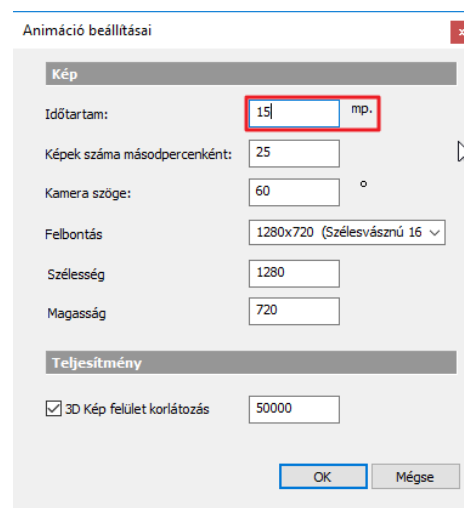 Animáció beállításai
Kép
Időtartam: 15 mp.
Képek száma másodpercenként: 25
Kamera szöge: 60 °
Felbontás 1280x720 (Szélesvásznú 16
Szélesség 1280
Magasság 720
Teljesítmény
3D Kép felület korlátozás 50000
OK Mégse